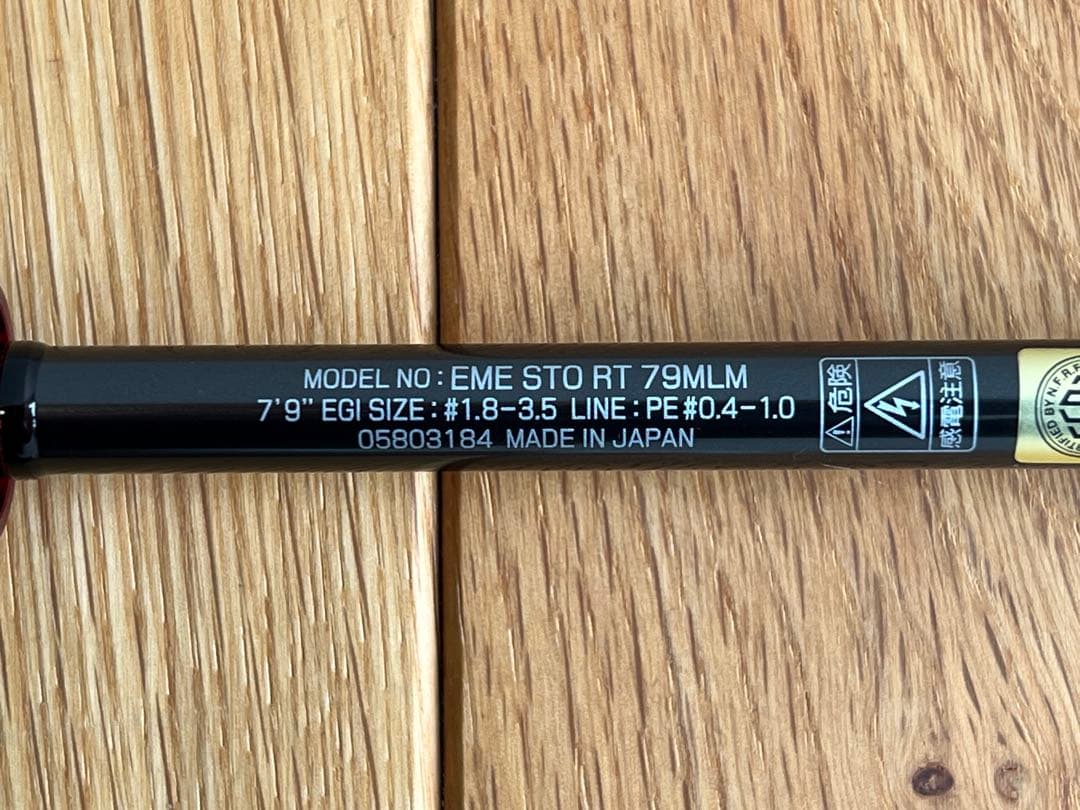 MODEL NO : EME STO RT 79MLM
7'9" EGI SIZE : #1.8-3.5 LINE : PE #0.4-1.0
05803184 MADE IN JAPAN
危険
感電注意